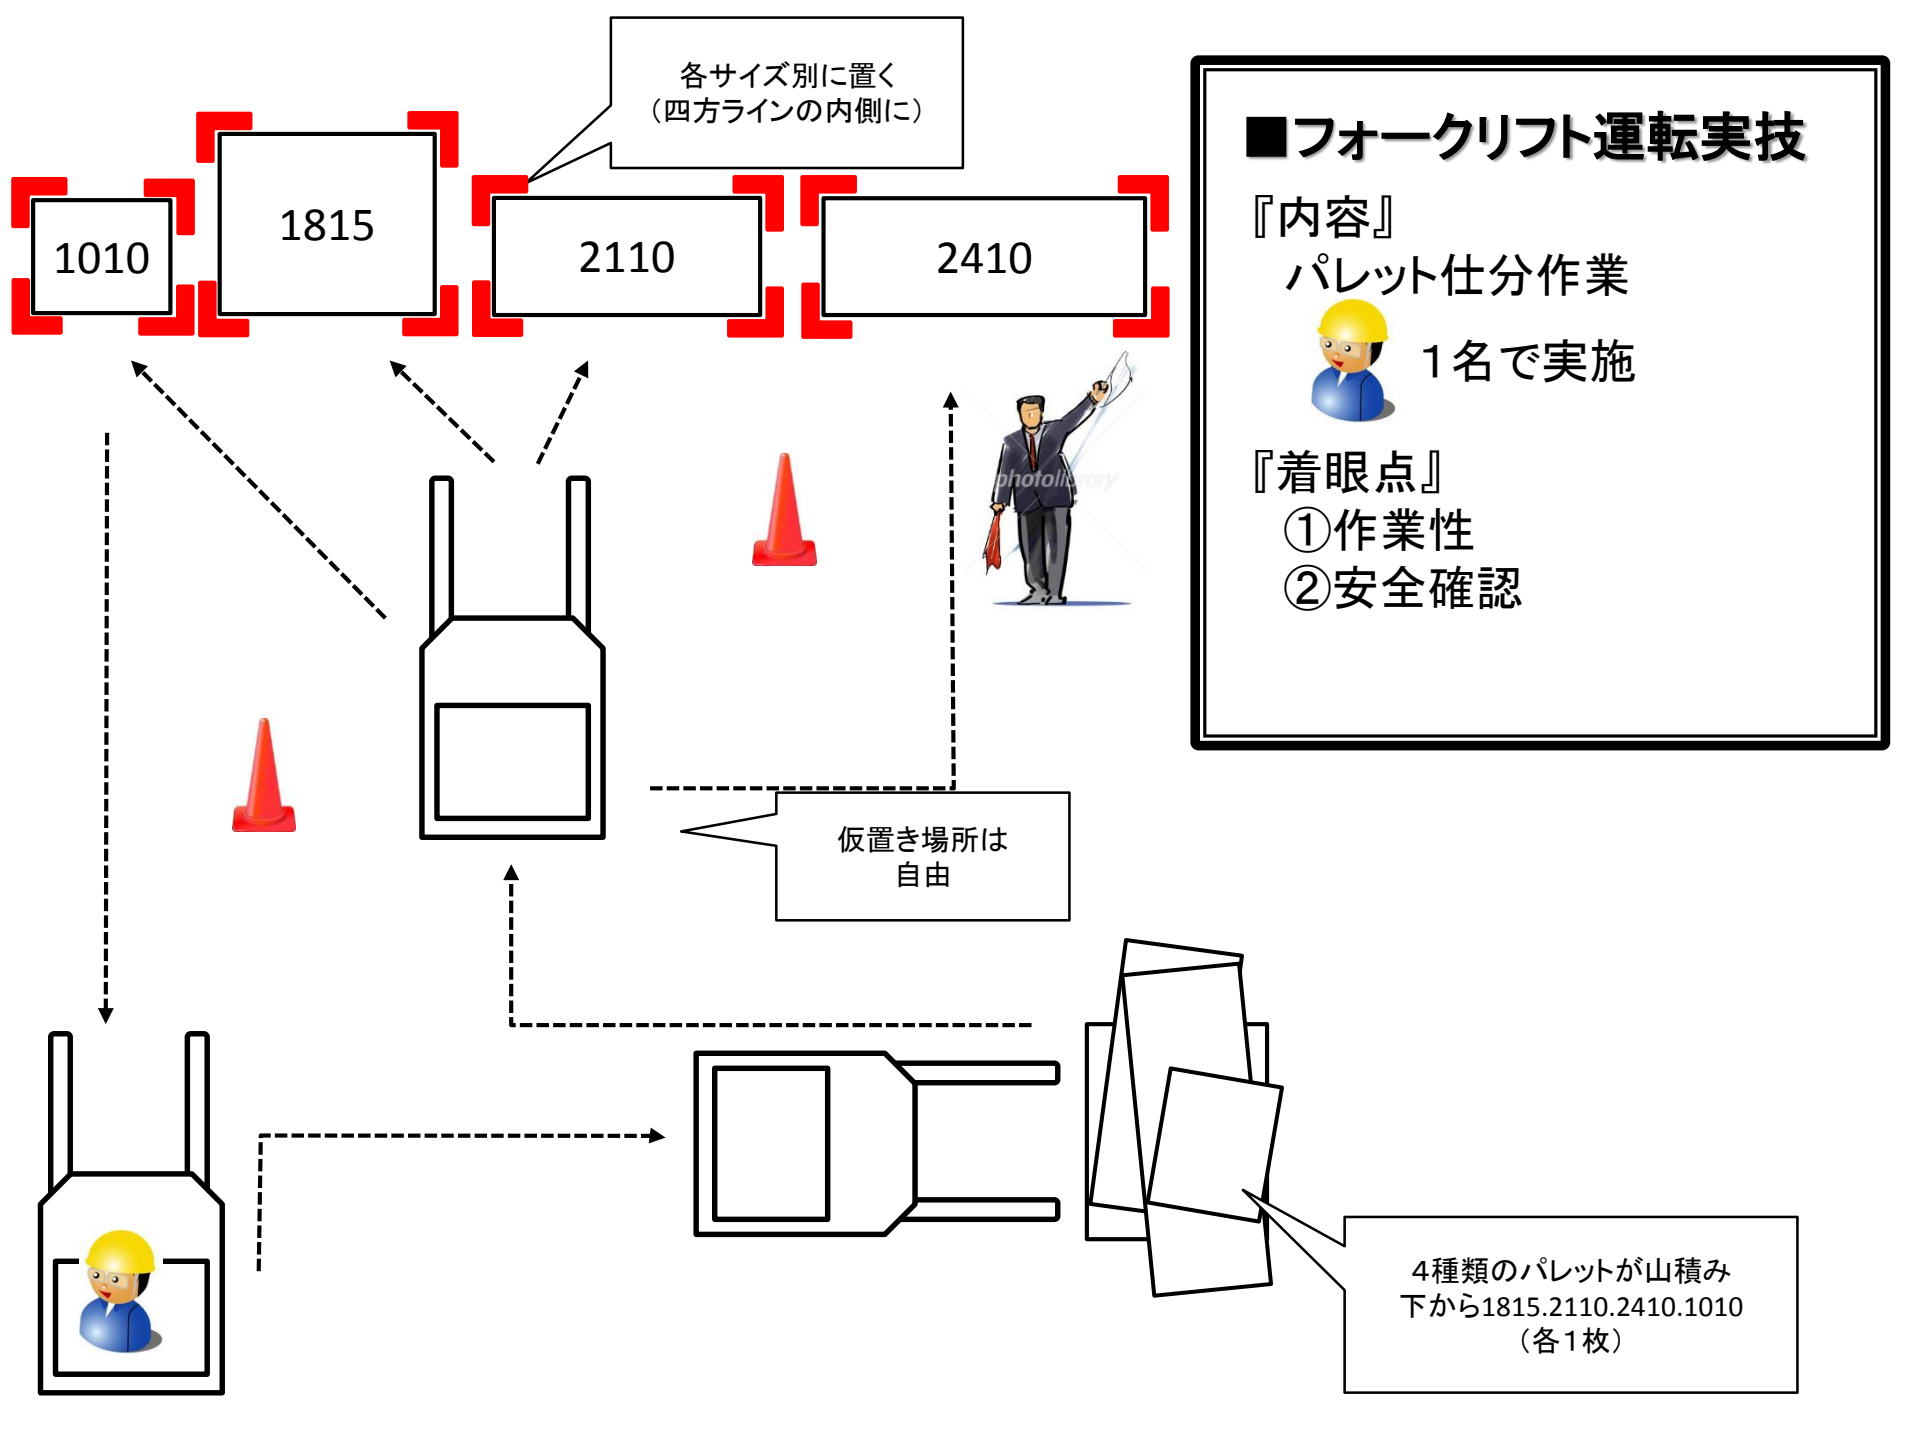 各サイズ別に置く
（四方ラインの内側に）
1010
1815
2110
2410
■フォークリフト運転実技
『内容』
パレット仕分作業
１名で実施
『着眼点』
①作業性
②安全確認
photolibrary
仮置き場所は
自由
４種類のパレットが山積み
下から1815.2110.2410.1010
（各１枚）